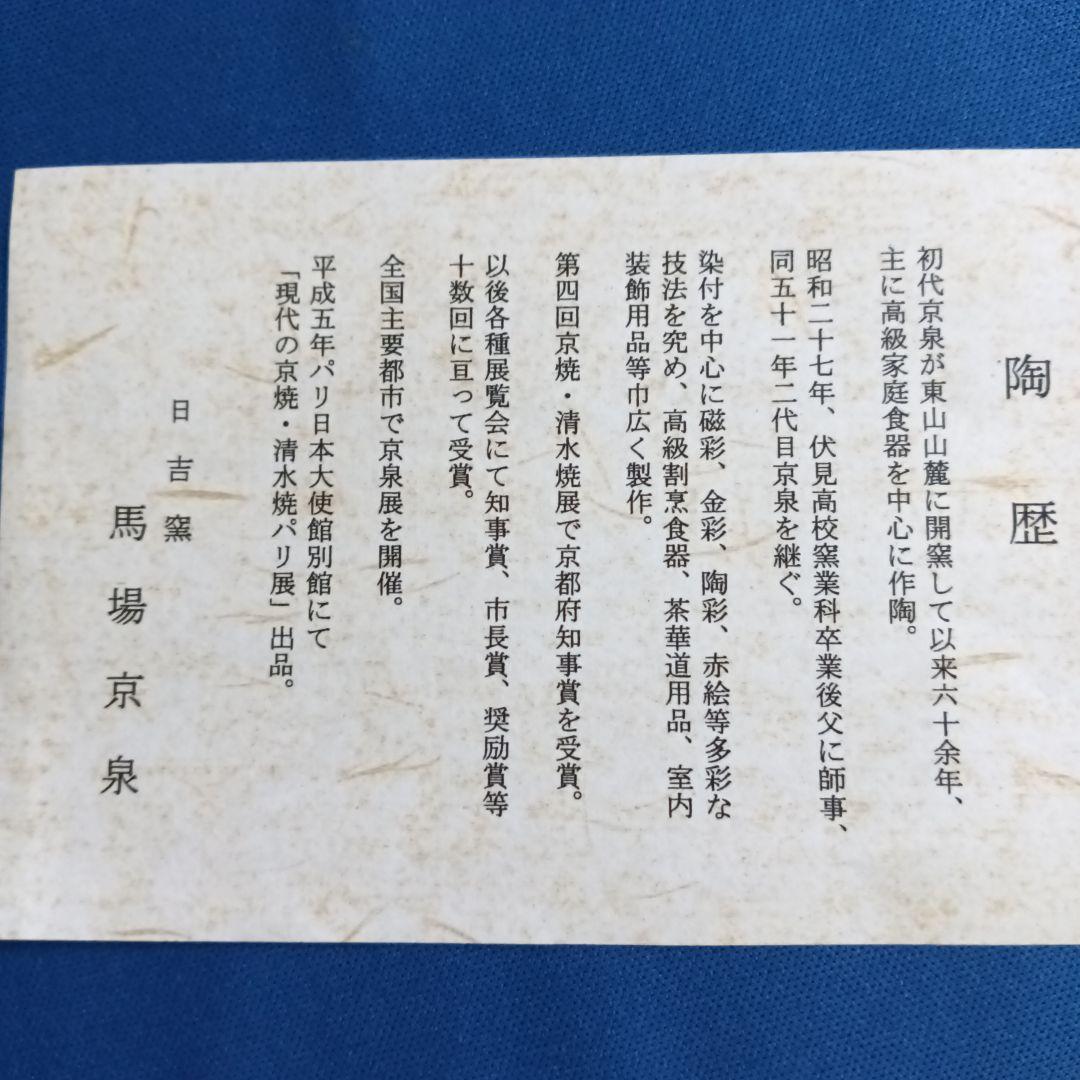 陶歴
初代京泉が東山山麓に開窯して以来六十余年、
主に高級家庭食器を中心に作陶。
昭和二十七年、伏見高校窯業科卒業後父に師事、
同五十一年二代目京泉を継ぐ。
染付を中心に磁彩、金彩、陶彩、赤絵等多彩な
技法を究め、高級割烹食器、茶華道用品、室内
装飾用品等巾広く製作。
第四回京焼・清水焼展で京都府知事賞を受賞。
以後各種展覧会にて知事賞、市長賞、奨励賞等
十数回に亘って受賞。
全国主要都市で京泉展を開催。
平成五年パリ日本大使館別館にて
「現代の京焼・清水焼パリ展」出品。
日吉窯
馬場京泉